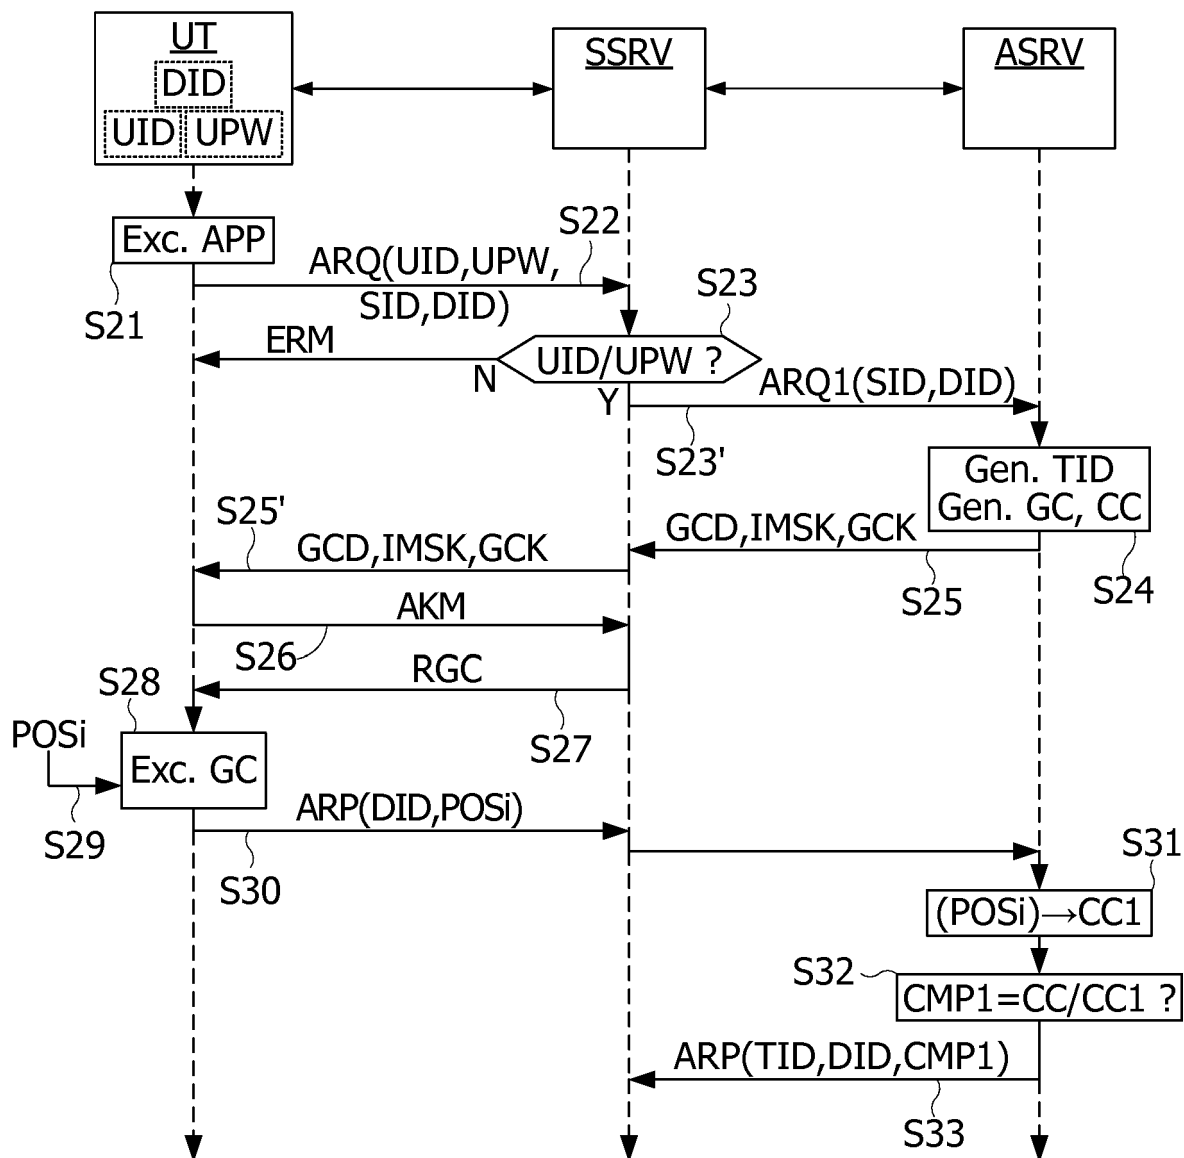 UT
DID
UID
UPW
SSRV
ASRV
Exc. APP
S21
ARQ(UID,UPW,
SID,DID)
S22
S23
ERM
N
UID/UPW ?
Y
ARQ1(SID,DID)
S23'
Gen. TID
Gen. GC, CC
S24
GCD,IMSK,GCK
S25
S25'
GCD,IMSK,GCK
AKM
S26
RGC
S27
S28
POSi
Exc. GC
S29
ARP(DID,POSi)
S30
S31
(POSi)→CC1
S32
CMP1=CC/CC1 ?
ARP(TID,DID,CMP1)
S33